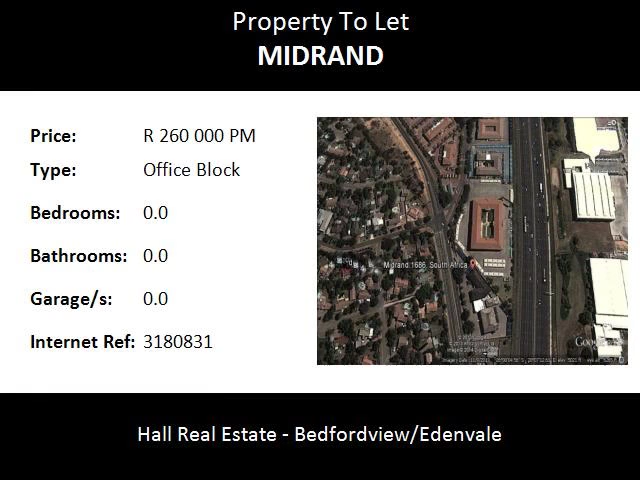 Property To Let
MIDRAND
Price: R 260 000 PM
Type: Office Block
Bedrooms: 0.0
Bathrooms: 0.0
Garage/s: 0.0
Internet Ref: 3180831
Midrand 1686, South Africa
Google
Hall Real Estate - Bedfordview/Edenvale